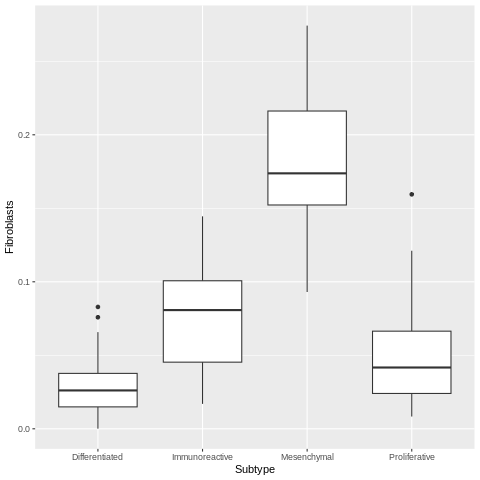 Fibroblasts
0.2
0.1
0.0
Differentiated Immunoreactive Mesenchymal Proliferative
Subtype